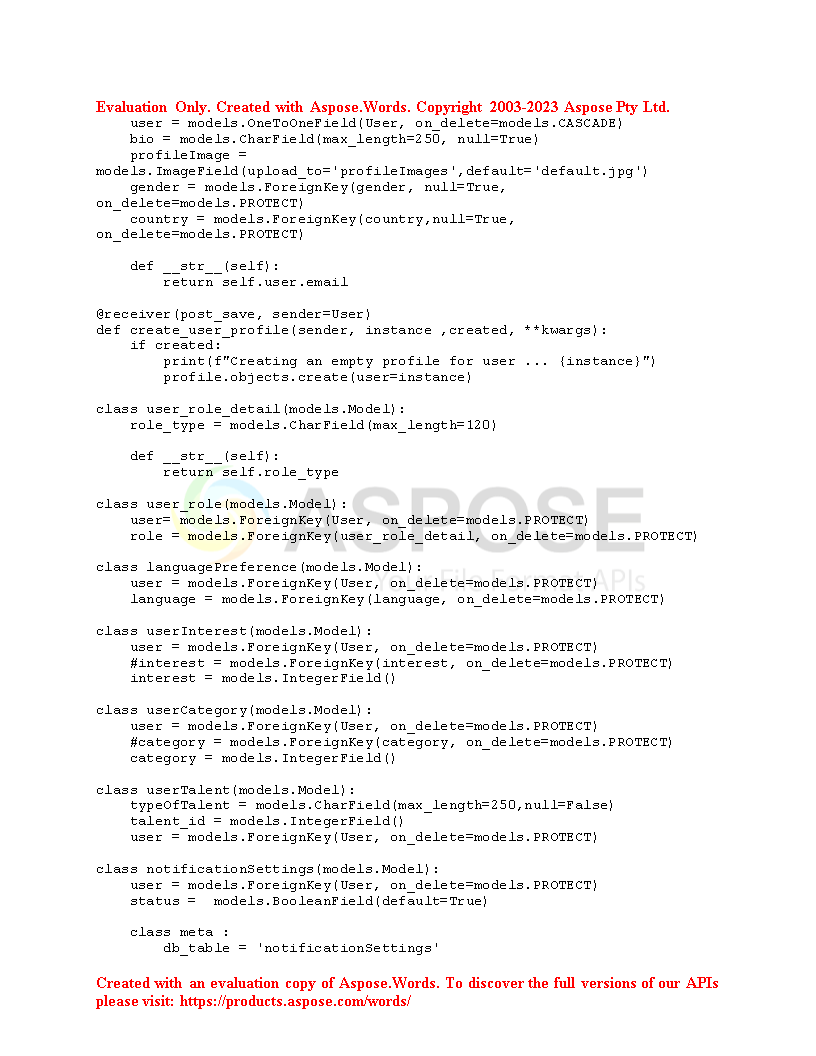 Evaluation Only. Created with Aspose.Words. Copyright 2003-2023 Aspose Pty Ltd.
    user = models.OneToOneField(User, on_delete=models.CASCADE)
    bio = models.CharField(max_length=250, null=True)
    profileImage =
models.ImageField(upload_to='profileImages',default='default.jpg')
    gender = models.ForeignKey(gender, null=True,
on_delete=models.PROTECT)
    country = models.ForeignKey(country,null=True,
on_delete=models.PROTECT)

    def __str__(self):
        return self.user.email

@receiver(post_save, sender=User)
def create_user_profile(sender, instance ,created, **kwargs):
    if created:
        print(f"Creating an empty profile for user ... {instance}")
        profile.objects.create(user=instance)

class user_role_detail(models.Model):
    role_type = models.CharField(max_length=120)

    def __str__(self):
        return self.role_type

ASPOSE
class user_role(models.Model):
    user= models.ForeignKey(User, on_delete=models.PROTECT)
    role = models.ForeignKey(user_role_detail, on_delete=models.PROTECT)

Your File Format APIs
class languagePreference(models.Model):
    user = models.ForeignKey(User, on_delete=models.PROTECT)
    language = models.ForeignKey(language, on_delete=models.PROTECT)

class userInterest(models.Model):
    user = models.ForeignKey(User, on_delete=models.PROTECT)
    #interest = models.ForeignKey(interest, on_delete=models.PROTECT)
    interest = models.IntegerField()

class userCategory(models.Model):
    user = models.ForeignKey(User, on_delete=models.PROTECT)
    #category = models.ForeignKey(category, on_delete=models.PROTECT)
    category = models.IntegerField()

class userTalent(models.Model):
    typeOfTalent = models.CharField(max_length=250,null=False)
    talent_id = models.IntegerField()
    user = models.ForeignKey(User, on_delete=models.PROTECT)

class notificationSettings(models.Model):
    user = models.ForeignKey(User, on_delete=models.PROTECT)
    status =  models.BooleanField(default=True)

    class meta :
        db_table = 'notificationSettings'

Created with an evaluation copy of Aspose.Words. To discover the full versions of our APIs
please visit: https://products.aspose.com/words/